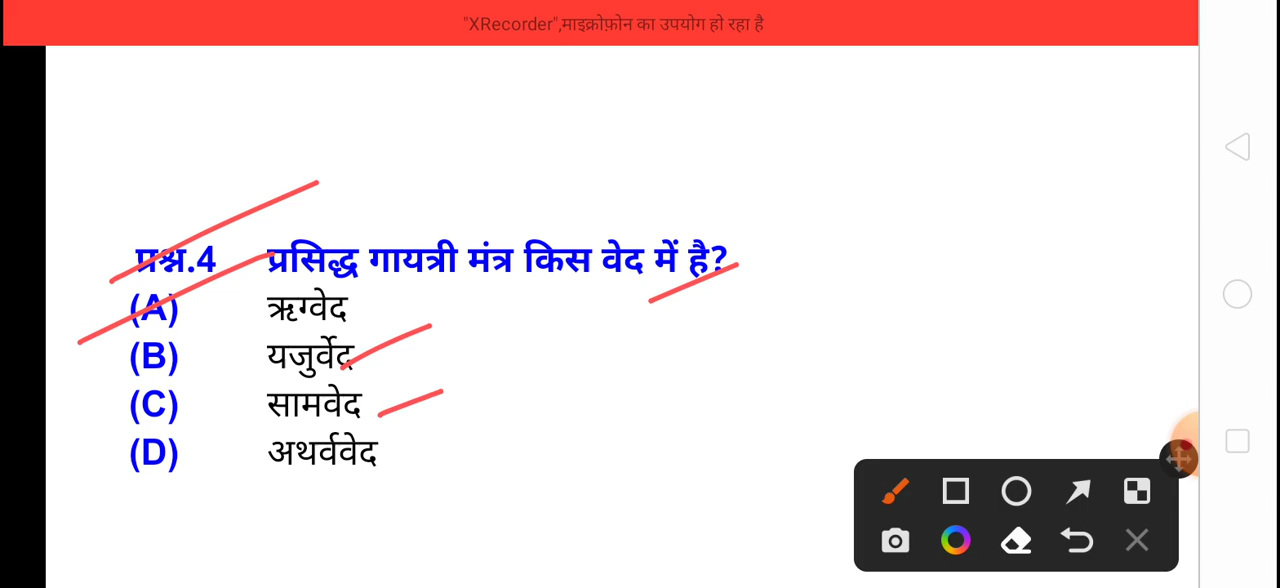 "XRecorder",माइक्रोफ़ोन का उपयोग हो रहा है
प्रश्न.4 प्रसिद्ध गायत्री मंत्र किस वेद में है?
(A) ऋग्वेद
(B) यजुर्वेद
(C) सामवेद
(D) अथर्ववेद